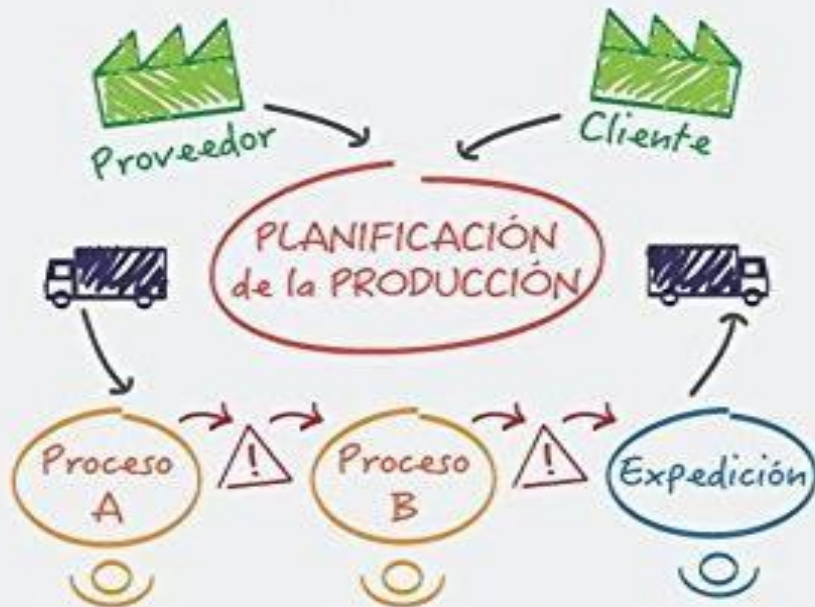 Proveedor
Cliente
PLANIFICACIÓN
de la PRODUCCIÓN
Proceso
A
!
Proceso
B
!
Expedición